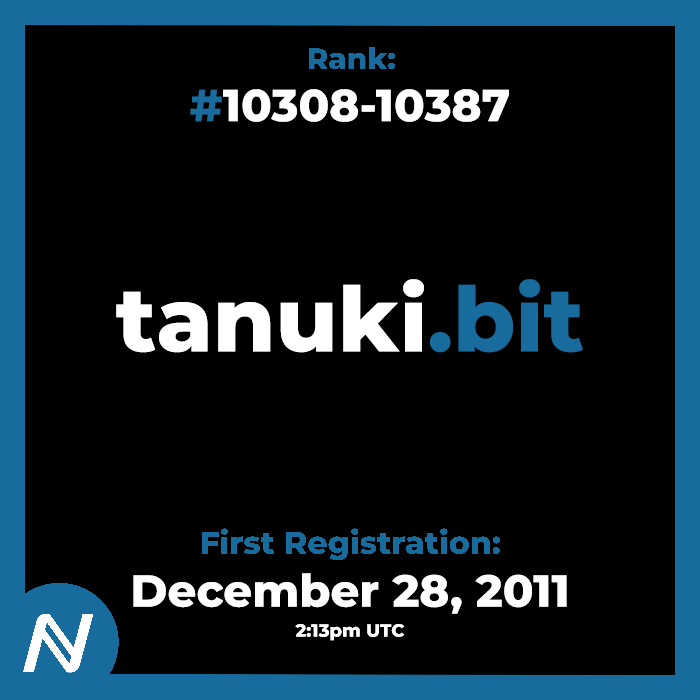 Rank:
#10308-10387
tanuki.bit
First Registration:
December 28, 2011
2:13pm UTC
N